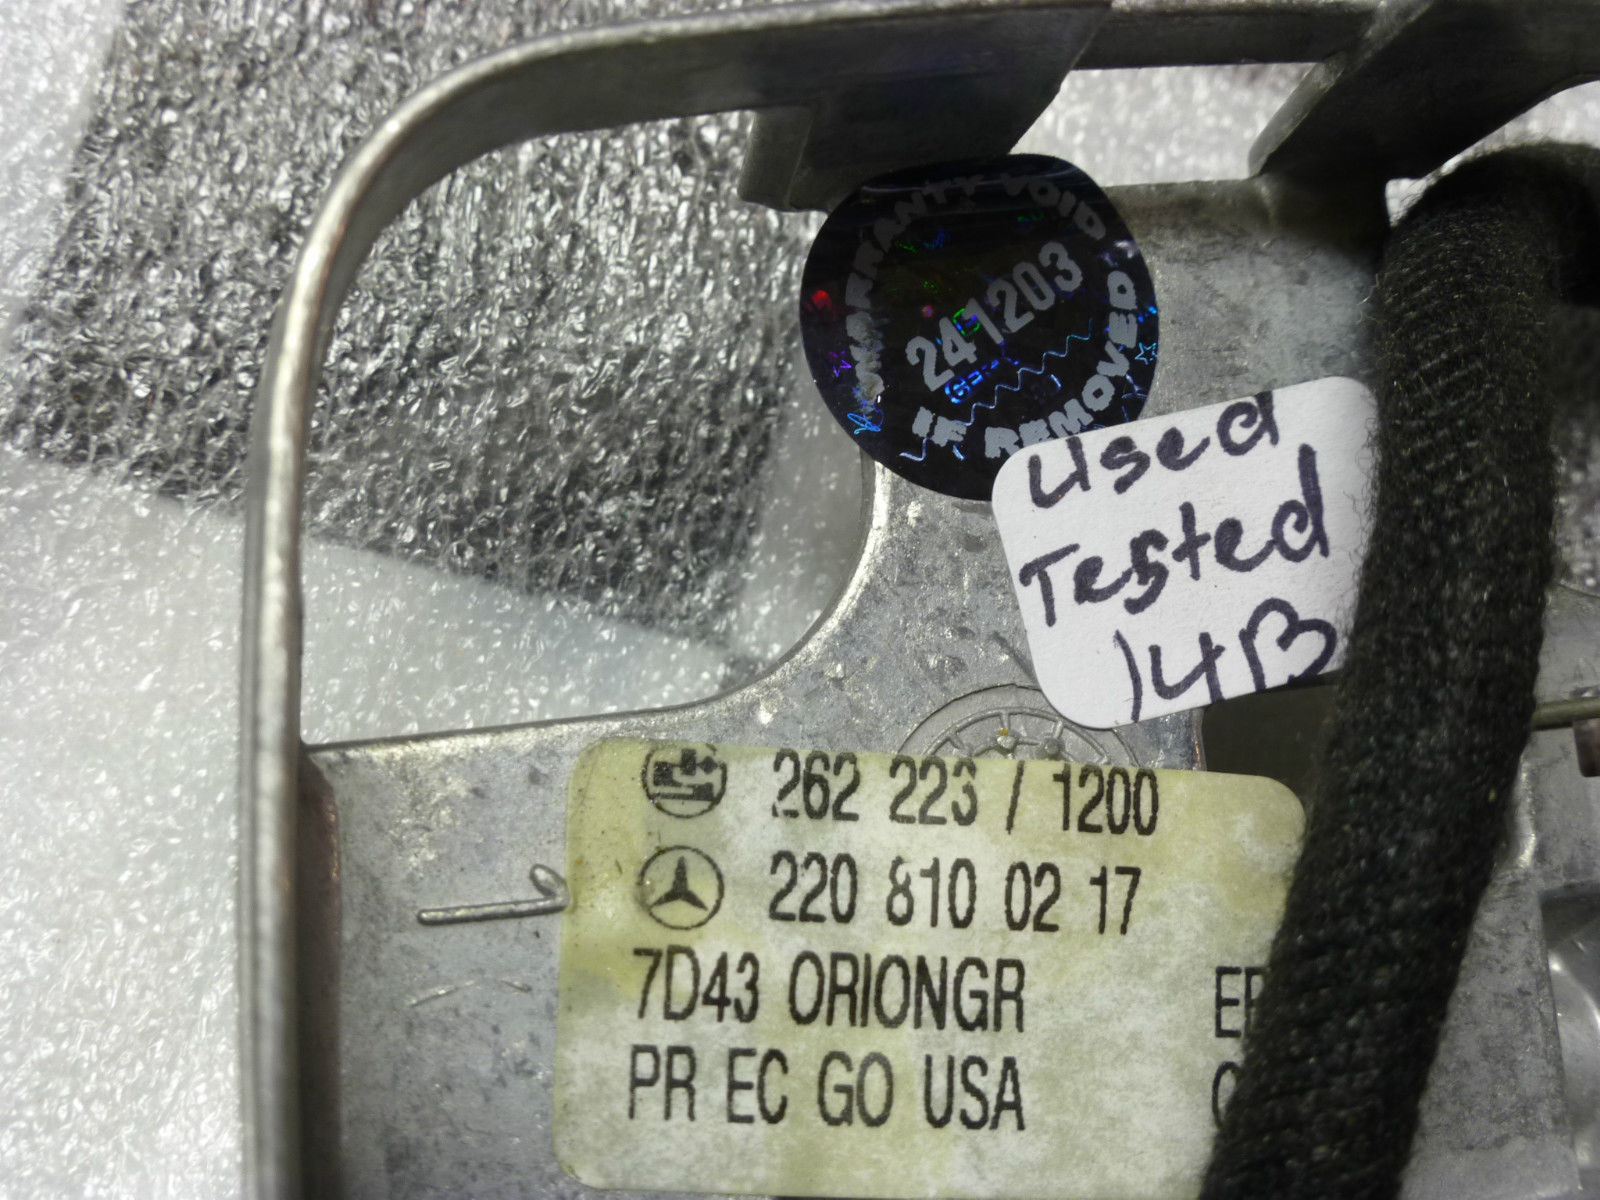 WARRANTY VOID
241203
IF REMOVED
Used
Tested
14B
262 223 / 1200
220 810 02 17
7D43 ORIONGR
PR EC GO USA